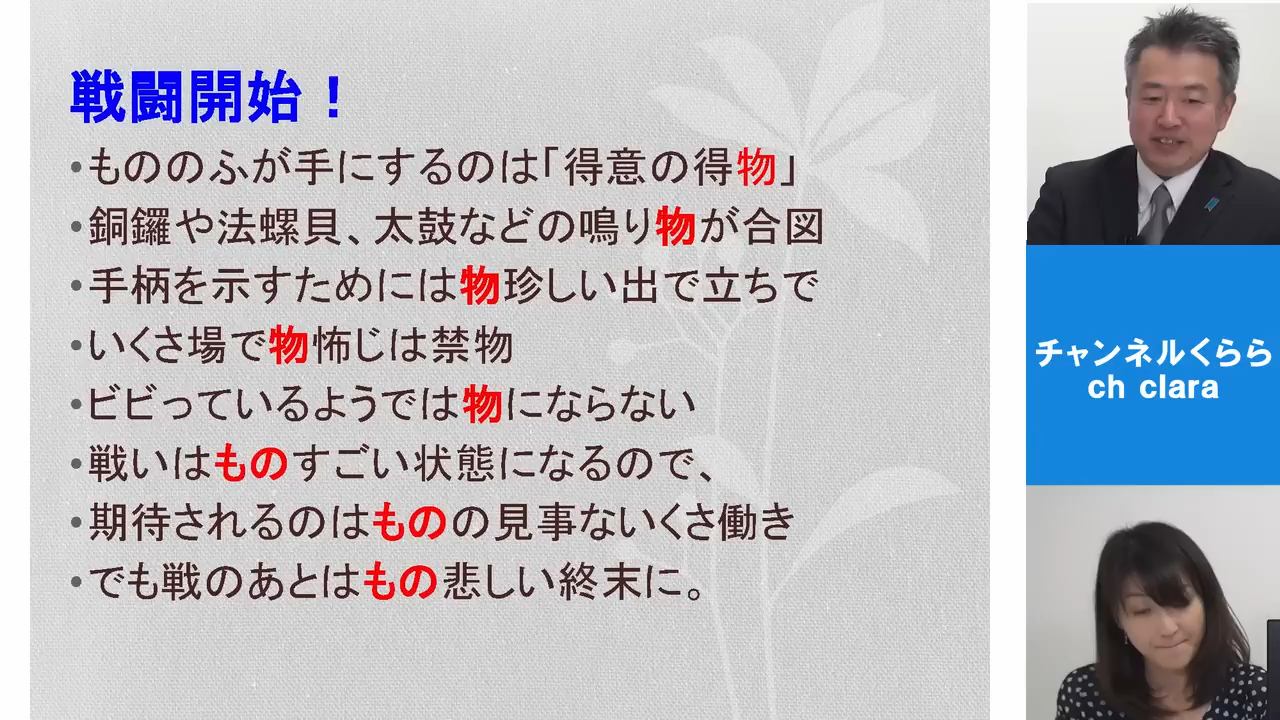 戦闘開始！
•もののふが手にするのは「得意の得物」
•銅鑼や法螺貝、太鼓などの鳴り物が合図
•手柄を示すためには物珍しい出で立ちで
•いくさ場で物怖じは禁物
•ビビっているようでは物にならない
•戦いはものすごい状態になるので、
•期待されるのはものの見事ないくさ働き
•でも戦のあとはもの悲しい終末に。
チャンネルくらら
ch clara